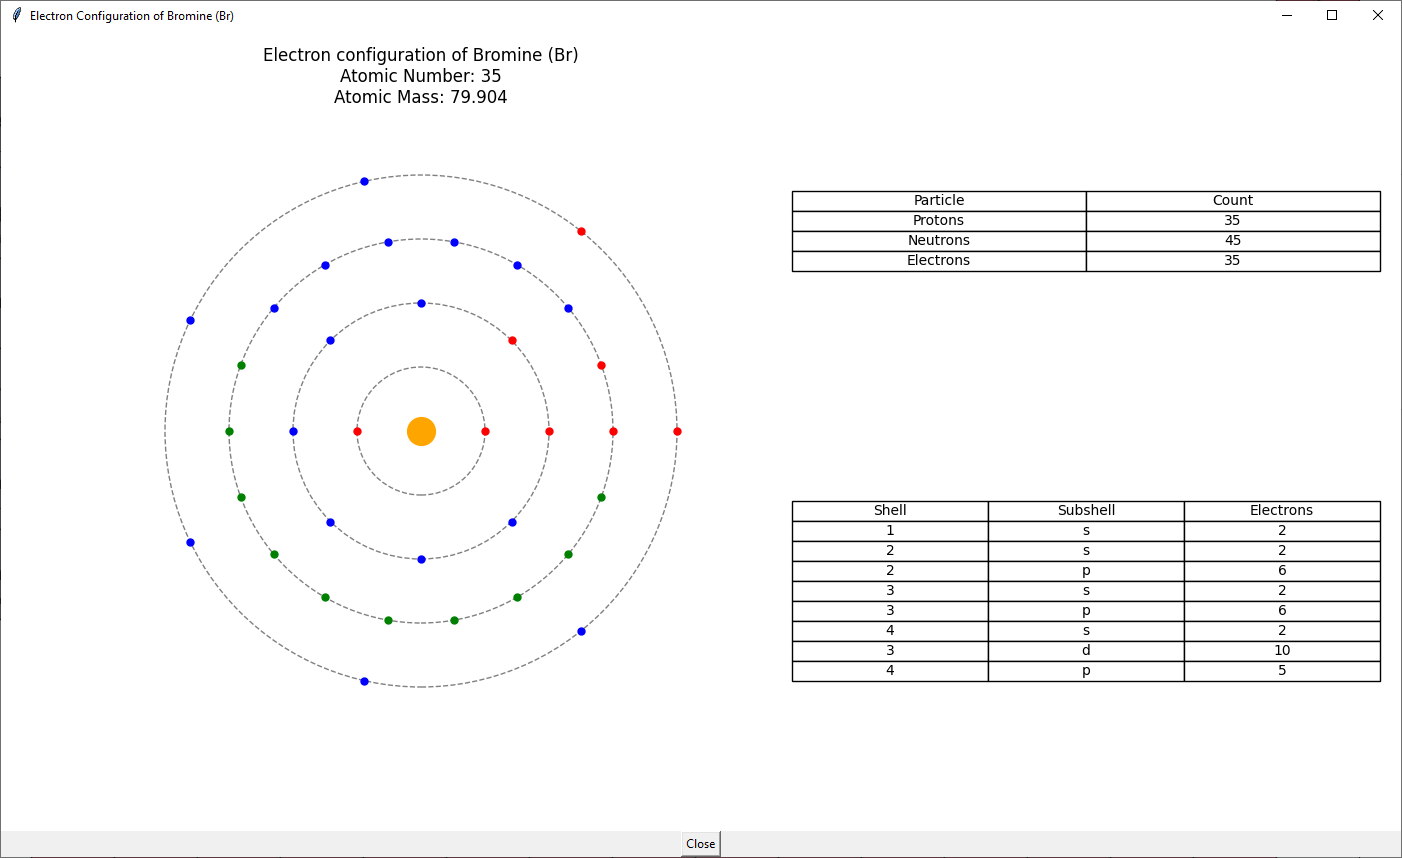 Electron Configuration of Bromine (Br)
Electron configuration of Bromine (Br)
Atomic Number: 35
Atomic Mass: 79.904
Particle Count
Protons 35
Neutrons 45
Electrons 35
Shell Subshell Electrons
1 s 2
2 s 2
2 p 6
3 s 2
3 p 6
4 s 2
3 d 10
4 p 5
Close